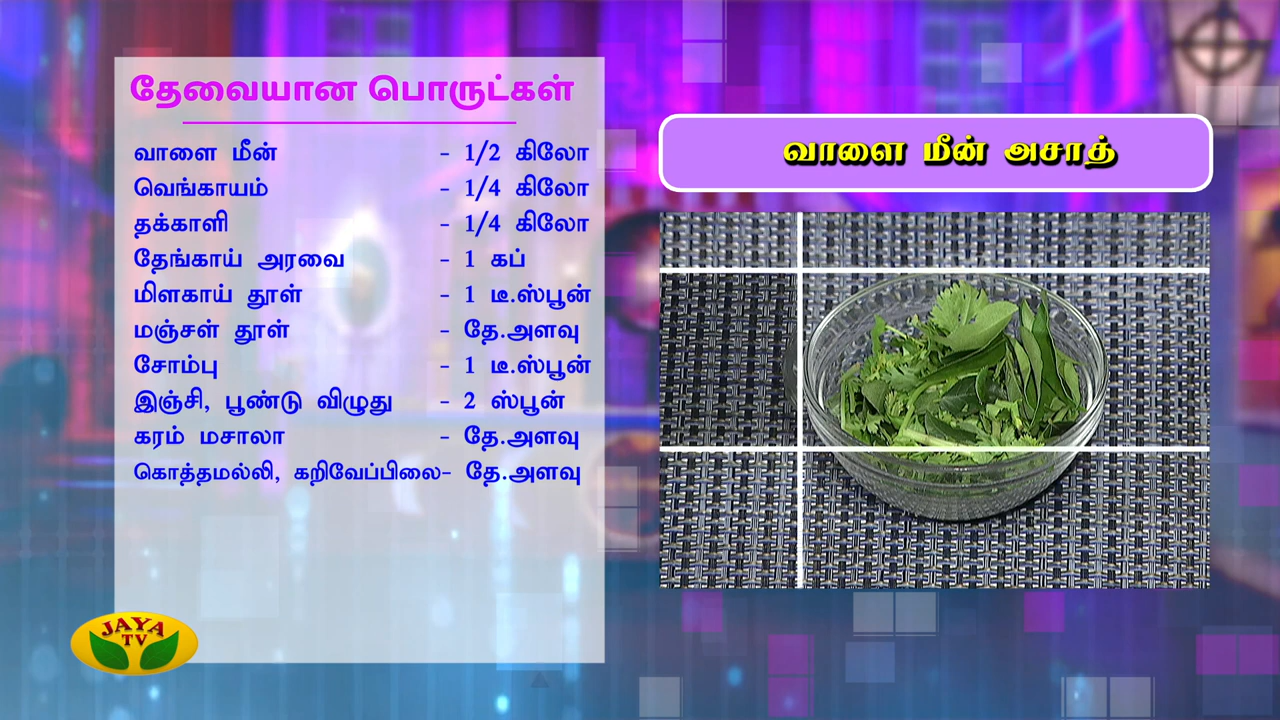 தேவையான பொருட்கள்
வாளை மீன் - 1/2 கிலோ
வெங்காயம் - 1/4 கிலோ
தக்காளி - 1/4 கிலோ
தேங்காய் அரவை - 1 கப்
மிளகாய் தூள் - 1 டீ.ஸ்பூன்
மஞ்சள் தூள் - தே.அளவு
சோம்பு - 1 டீ.ஸ்பூன்
இஞ்சி, பூண்டு விழுது - 2 ஸ்பூன்
கரம் மசாலா - தே.அளவு
கொத்தமல்லி, கறிவேப்பிலை- தே.அளவு
வாளை மீன் அசாத்
JAYA
TV